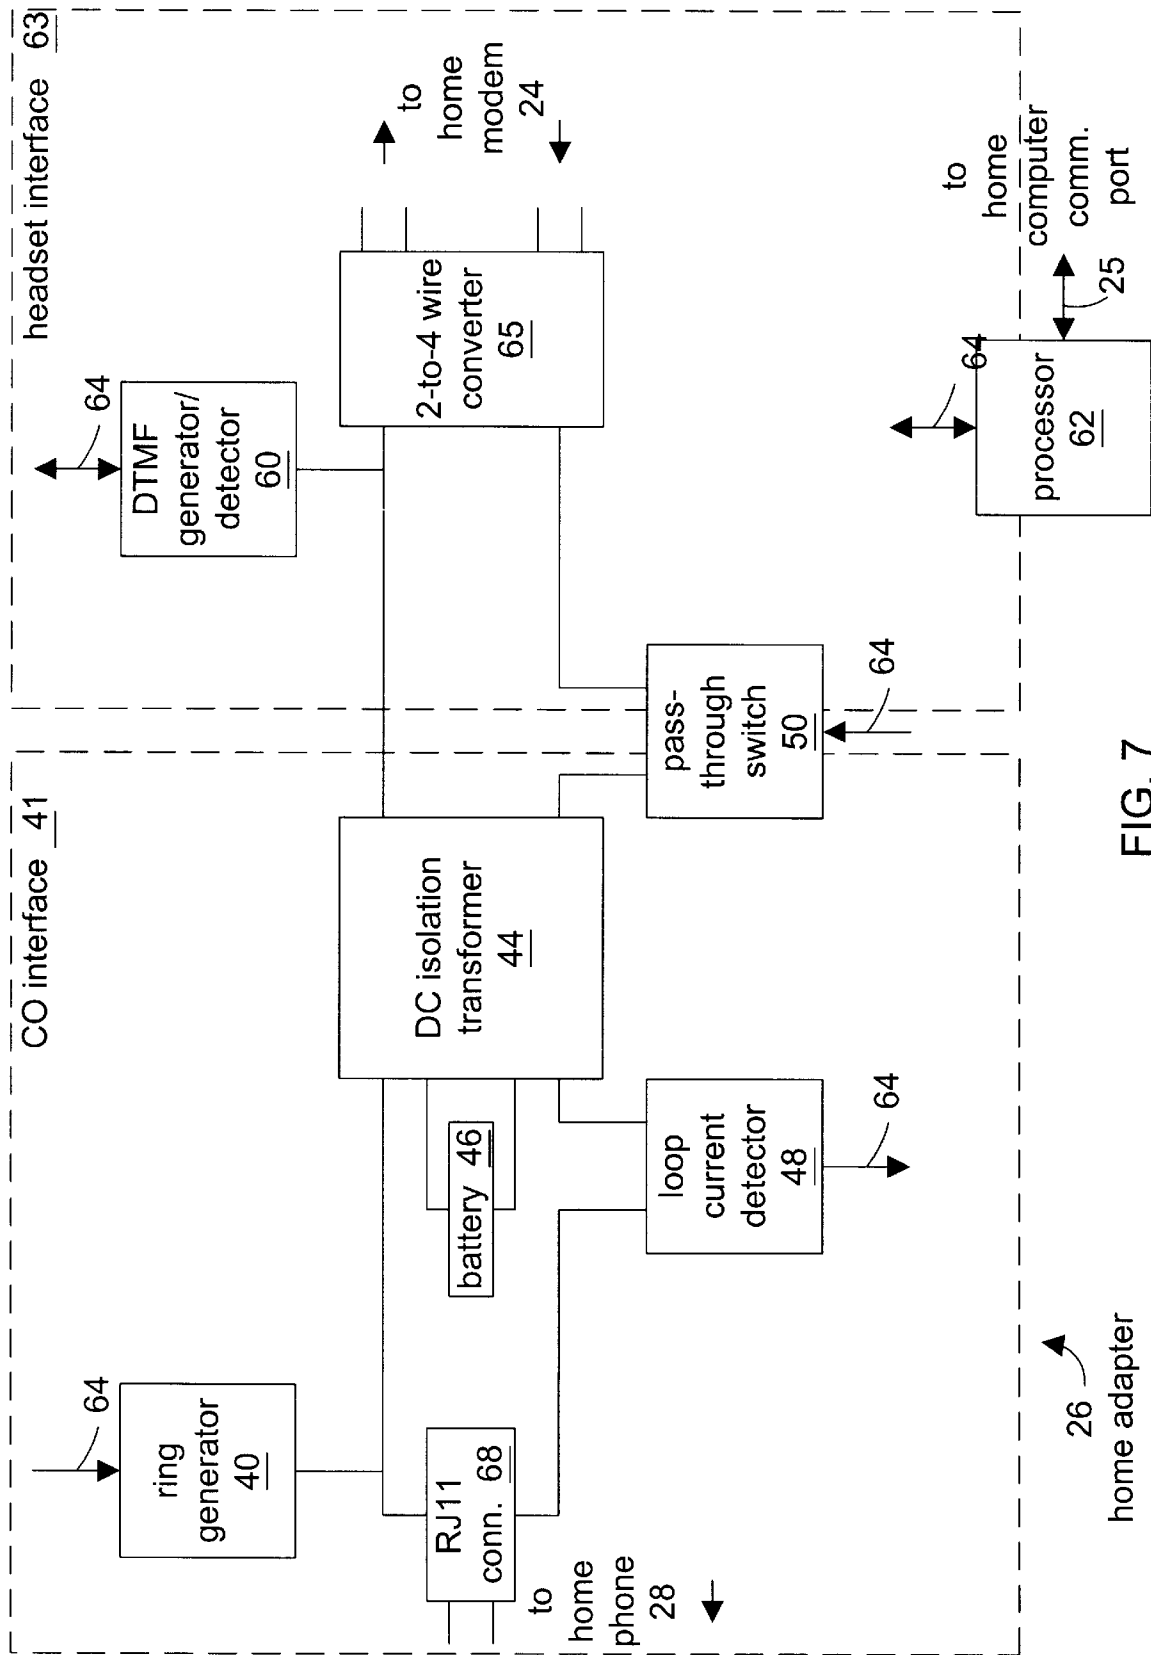 CO interface 41
headset interface 63
64
ring
generator
40
64
DTMF
generator/
detector
60
RJ11
conn. 68
to
home
phone
28
battery 46
DC isolation
transformer
44
2-to-4 wire
converter
65
to
home
modem
24
loop
current
detector
48
64
pass-
through
switch
50
64
64
processor
62
to
home
computer
comm.
port
25
26
home adapter
FIG. 7